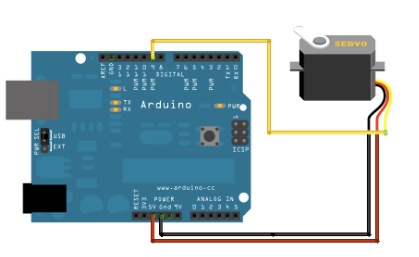 SERVO
AREF
GND
13
12
11
10
9
8
7
6
5
4
3
2
1
0
PWM
PWM
PWM
PWM
PWM
PWM
TX
RX
DIGITAL
L
TX
RX
Arduino
PWR
1
ICSP
PWR SEL
USB
EXT
www.arduino.cc
POWER
ANALOG IN
RESET
3V3
5V Gnd 9V
0 1 2 3 4 5